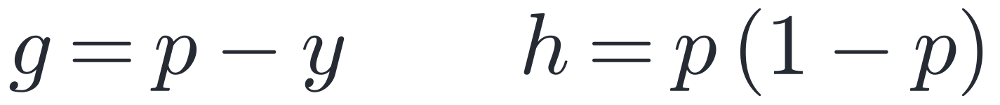 g = p − y h = p (1 − p)